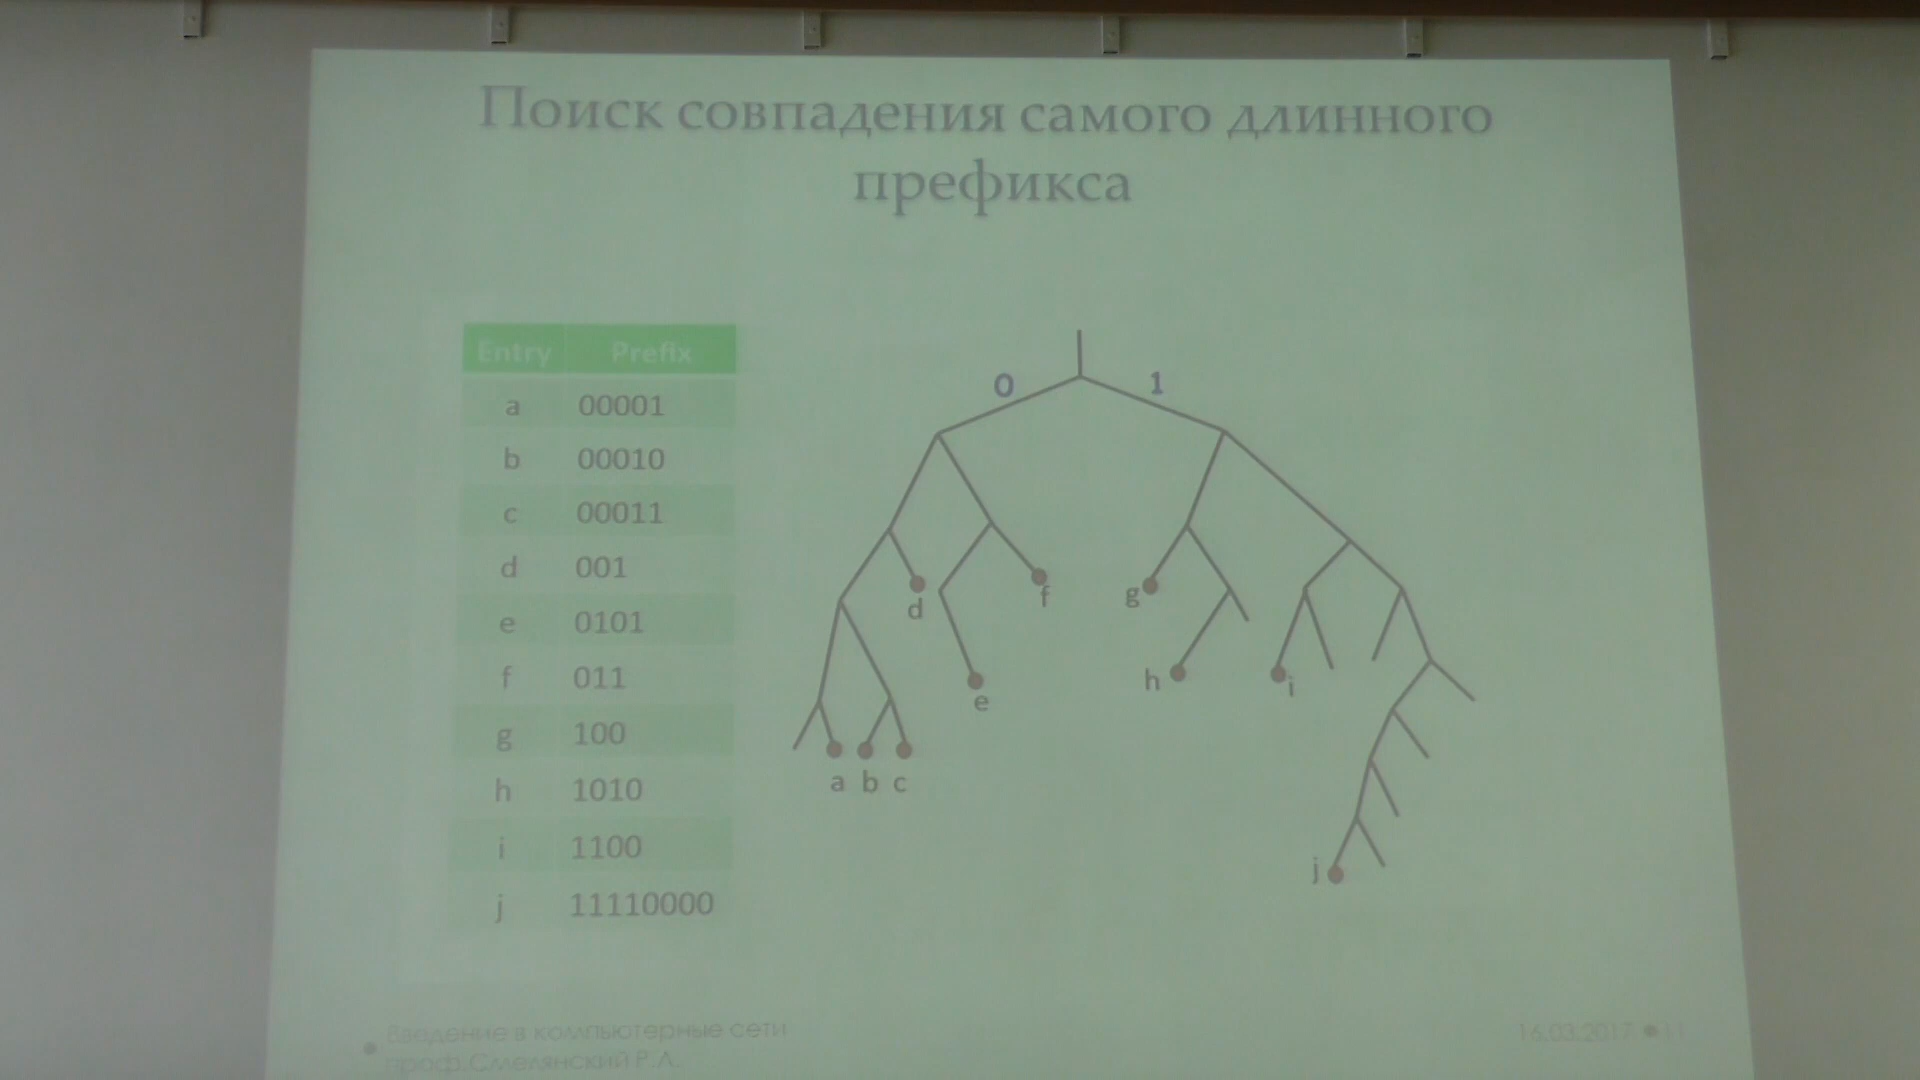 Поиск совпадения самого длинного
префикса
Entry Prefix
a 00001
b 00010
c 00011
d 001
e 0101
f 011
g 100
h 1010
i 1100
j 11110000
0 1
d
f
g
e
h
i
a b c
j
Введение в компьютерные сети
проф.Смелянский Р.Л.
16.03.2017 11